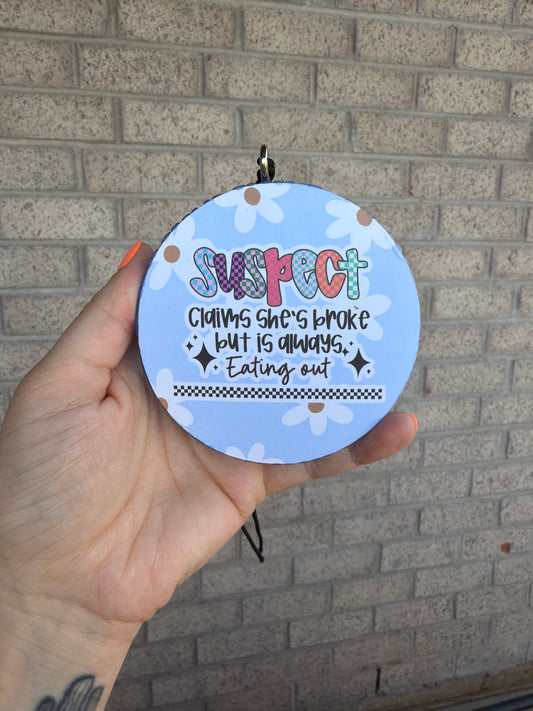 Suspect
Claims she's broke
but is always
Eating out